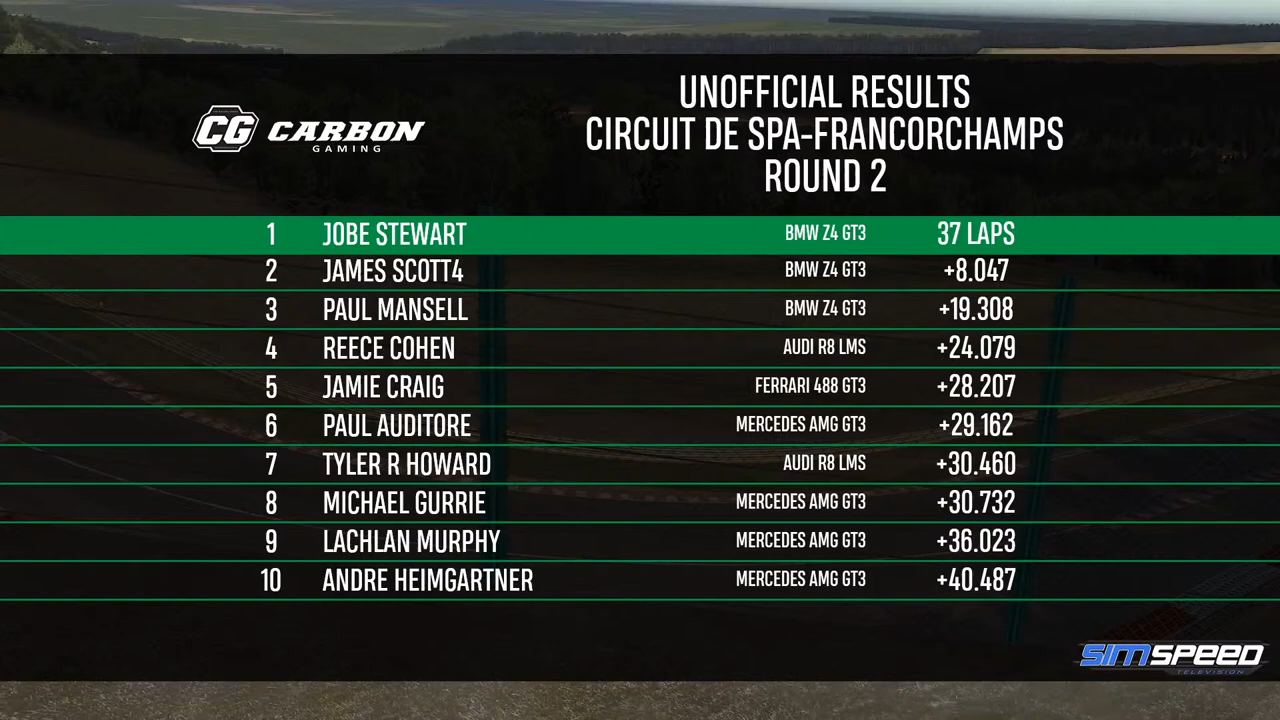 CG CARBON
GAMING
UNOFFICIAL RESULTS
CIRCUIT DE SPA-FRANCORCHAMPS
ROUND 2
1 JOBE STEWART BMW Z4 GT3 37 LAPS
2 JAMES SCOTT4 BMW Z4 GT3 +8.047
3 PAUL MANSELL BMW Z4 GT3 +19.308
4 REECE COHEN AUDI R8 LMS +24.079
5 JAMIE CRAIG FERRARI 488 GT3 +28.207
6 PAUL AUDITORE MERCEDES AMG GT3 +29.162
7 TYLER R HOWARD AUDI R8 LMS +30.460
8 MICHAEL GURRIE MERCEDES AMG GT3 +30.732
9 LACHLAN MURPHY MERCEDES AMG GT3 +36.023
10 ANDRE HEIMGARTNER MERCEDES AMG GT3 +40.487
SIMSPEED
TELEVISION